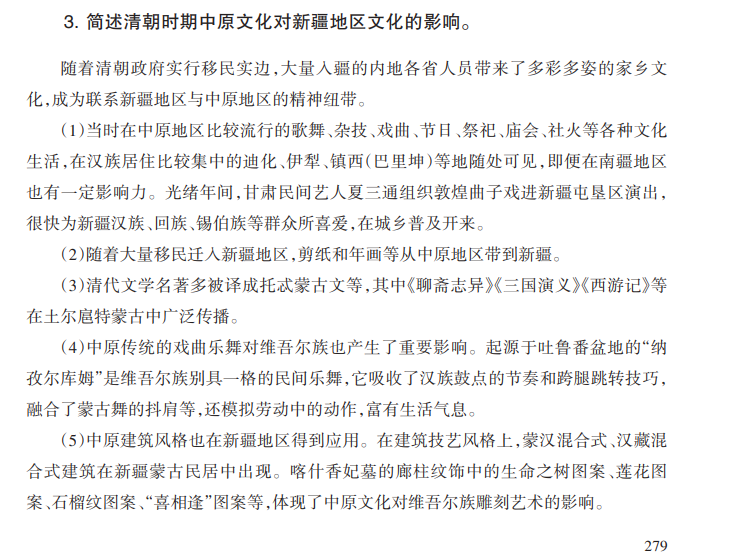 3. 简述清朝时期中原文化对新疆地区文化的影响。
随着清朝政府实行移民实边，大量入疆的内地各省人员带来了多彩多姿的家乡文
化，成为联系新疆地区与中原地区的精神纽带。
(1)当时在中原地区比较流行的歌舞、杂技、戏曲、节日、祭祀、庙会、社火等各种文化
生活，在汉族居住比较集中的迪化、伊犁、镇西(巴里坤)等地随处可见，即便在南疆地区
也有一定影响力。光绪年间，甘肃民间艺人夏三通组织敦煌曲子戏进新疆屯垦区演出，
很快为新疆汉族、回族、锡伯族等群众所喜爱，在城乡普及开来。
(2)随着大量移民迁入新疆地区，剪纸和年画等从中原地区带到新疆。
(3)清代文学名著多被译成托忒蒙古文等，其中《聊斋志异》《三国演义》《西游记》等
在土尔扈特蒙古中广泛传播。
(4)中原传统的戏曲乐舞对维吾尔族也产生了重要影响。起源于吐鲁番盆地的“纳
孜尔库姆”是维吾尔族别具一格的民间乐舞，它吸收了汉族鼓点的节奏和跨腿跳转技巧，
融合了蒙古舞的抖肩等，还模拟劳动中的动作，富有生活气息。
(5)中原建筑风格也在新疆地区得到应用。在建筑技艺风格上，蒙汉混合式、汉藏混
合式建筑在新疆蒙古民居中出现。喀什香妃墓的廊柱纹饰中的生命之树图案、莲花图
案、石榴纹图案、“喜相逢”图案等，体现了中原文化对维吾尔族雕刻艺术的影响。
279